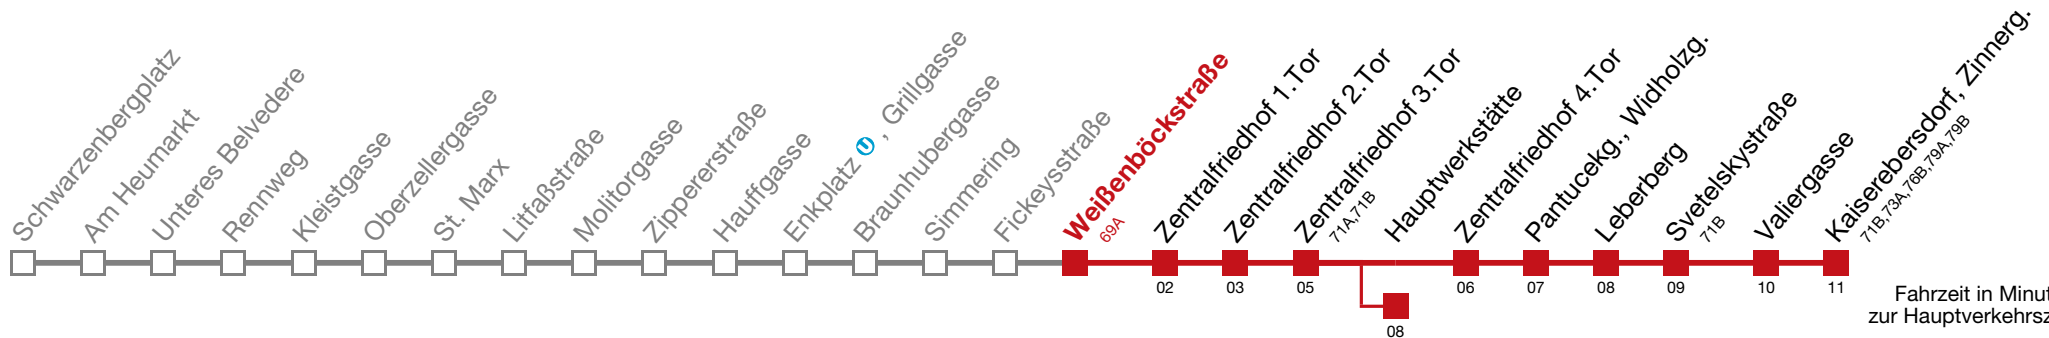 Schwarzenbergplatz
Am Heumarkt
Unteres Belvedere
Rennweg
Kleistgasse
Oberzellergasse
St. Marx
Litfaßstraße
Molitorgasse
Zippererstraße
Hauffgasse
Enkplatz U , Grillgasse
Braunhubergasse
Simmering
Fickeysstraße
Weißenböckstraße
69A
Zentralfriedhof 1.Tor
Zentralfriedhof 2.Tor
Zentralfriedhof 3.Tor
71A,71B
Hauptwerkstätte
Zentralfriedhof 4.Tor
Pantucekg., Widholzg.
Leberberg
Svetelskystraße
71B
Valiergasse
Kaiserebersdorf, Zinnerg.
71B,73A,76B,79A,79B
02 03 05 06 07 08 09 10 11
08
Fahrzeit in Minut
zur Hauptverkehrsz